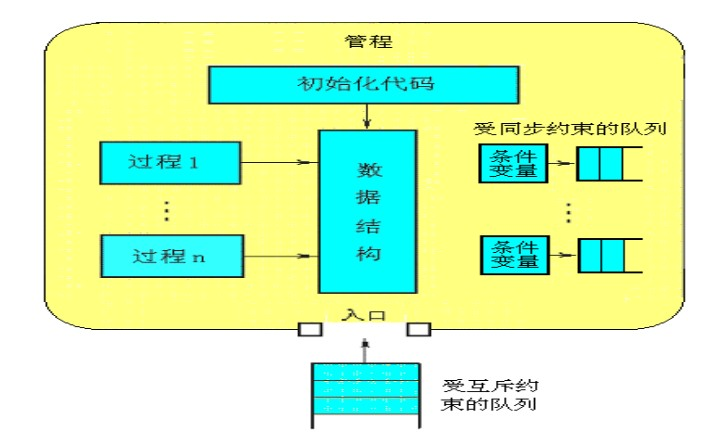 管程
初始化代码
受同步约束的队列
过程1
数据结构
条件
变量
⋮
⋮
过程n
条件
变量
入口
受互斥约
束的队列